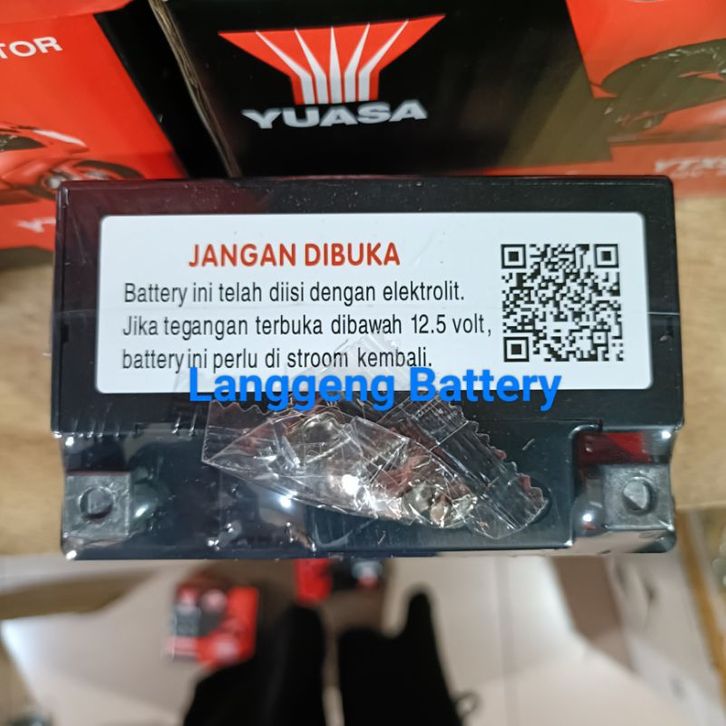 TOR
YUASA
JANGAN DIBUKA
Battery ini telah diisi dengan elektrolit.
Jika tegangan terbuka dibawah 12.5 volt,
battery ini perlu di stroom kembali.
Langgeng Battery